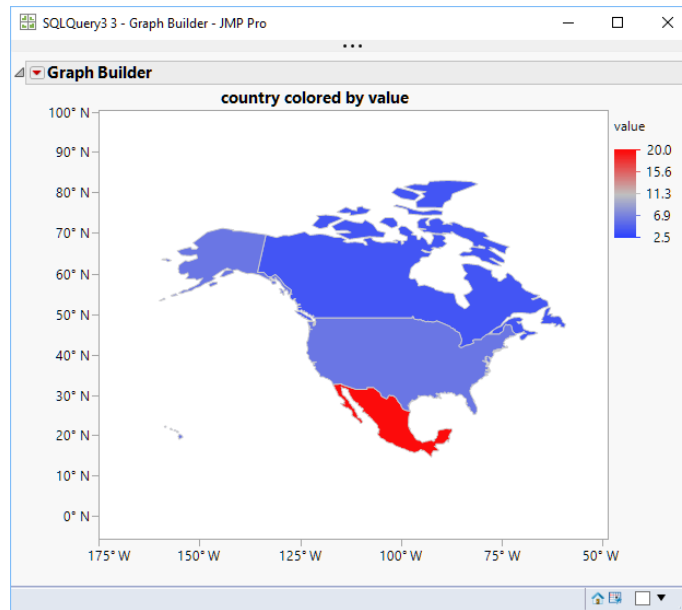 SQLQuery3 3 - Graph Builder - JMP Pro
Graph Builder
country colored by value
100° N
90° N
80° N
70° N
60° N
50° N
40° N
30° N
20° N
10° N
0° N
175° W
150° W
125° W
100° W
75° W
50° W
value
20.0
15.6
11.3
6.9
2.5